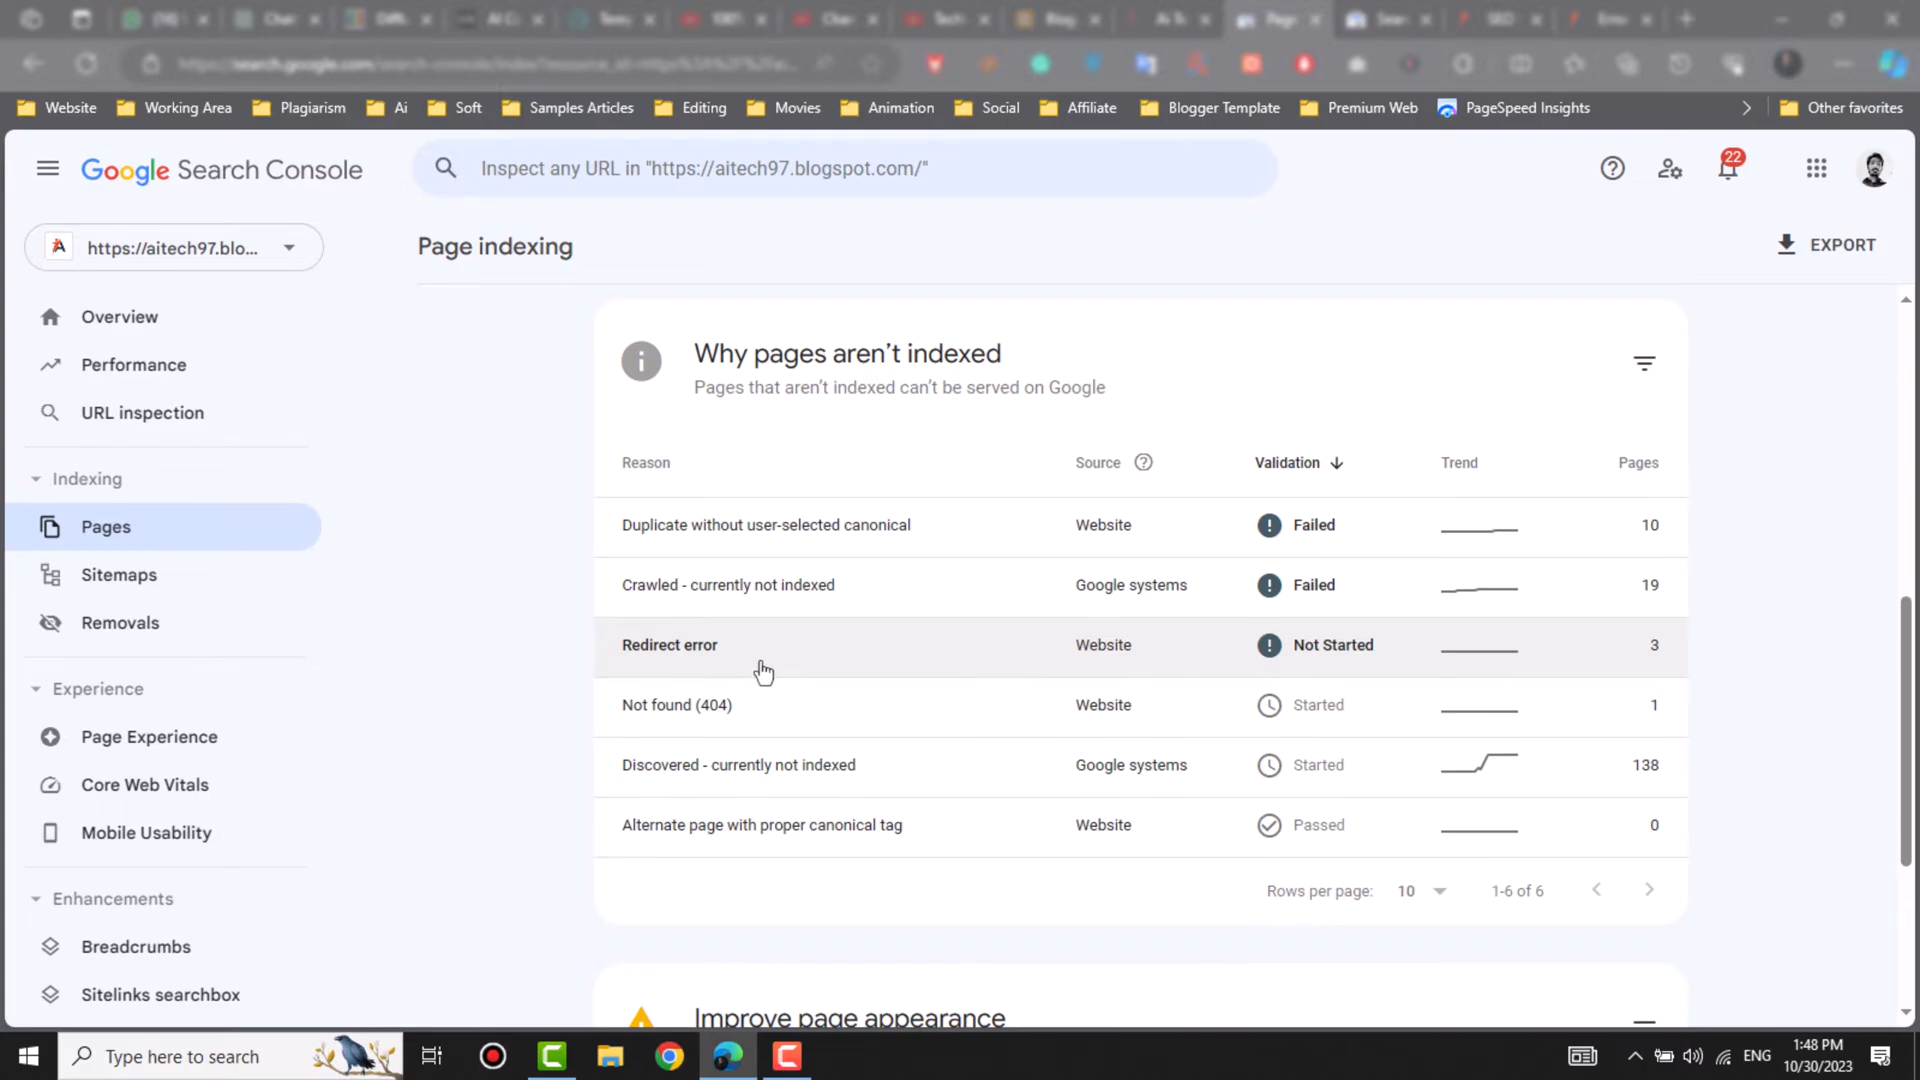 Website Working Area Plagiarism Ai Soft Samples Articles Editing Movies Animation Social Affiliate Blogger Template Premium Web PageSpeed Insights Other favorites
Google Search Console
Inspect any URL in "https://aitech97.blogspot.com/"
22
https://aitech97.blo...
Page indexing
EXPORT
Overview
Performance
URL inspection
Indexing
Pages
Sitemaps
Removals
Experience
Page Experience
Core Web Vitals
Mobile Usability
Enhancements
Breadcrumbs
Sitelinks searchbox
Why pages aren't indexed
Pages that aren't indexed can't be served on Google
Reason Source Validation Trend Pages
Duplicate without user-selected canonical Website Failed 10
Crawled - currently not indexed Google systems Failed 19
Redirect error Website Not Started 3
Not found (404) Website Started 1
Discovered - currently not indexed Google systems Started 138
Alternate page with proper canonical tag Website Passed 0
Rows per page: 10 1-6 of 6
Improve page appearance
Type here to search
ENG
1:48 PM
10/30/2023